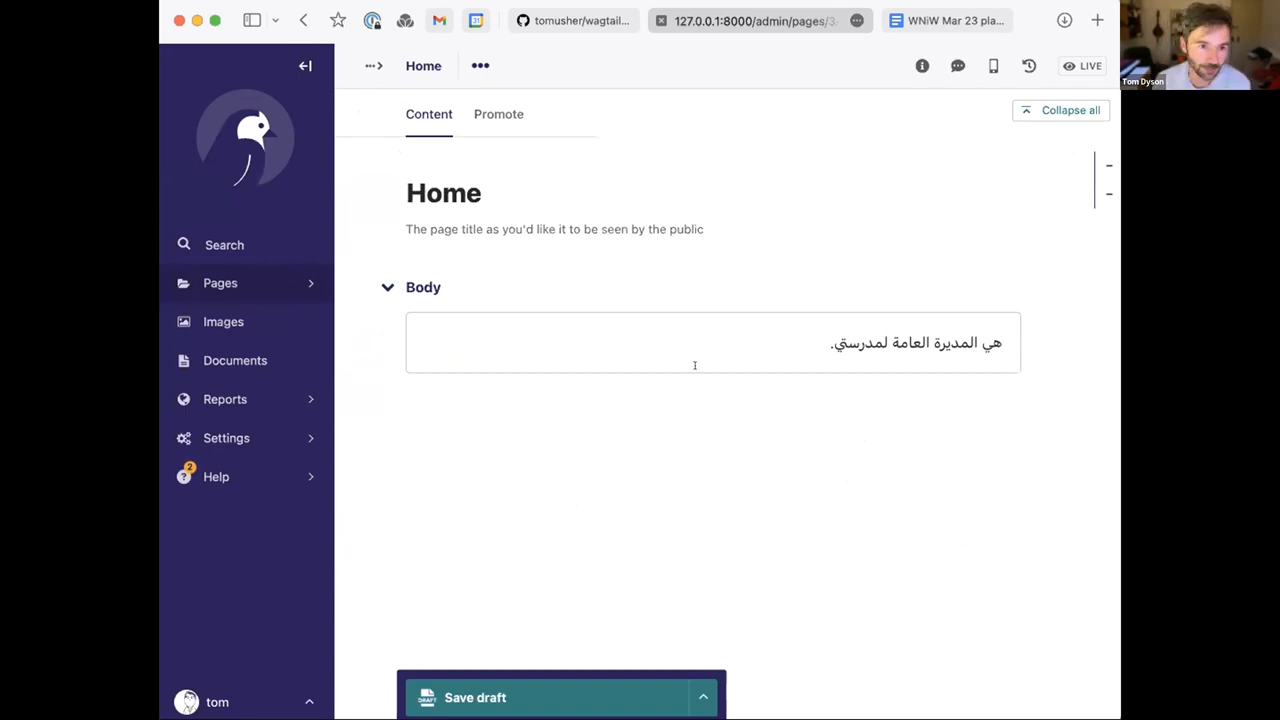 tomusher/wagtail...
127.0.0.1:8000/admin/pages/3
WNiW Mar 23 pla...
Tom Dyson
Home
LIVE
Content
Promote
Collapse all
Home
The page title as you'd like it to be seen by the public
Search
Pages
Body
Images
هي المديرة العامة لمدرستي.
Documents
Reports
Settings
2
Help
DRAFT
Save draft
tom